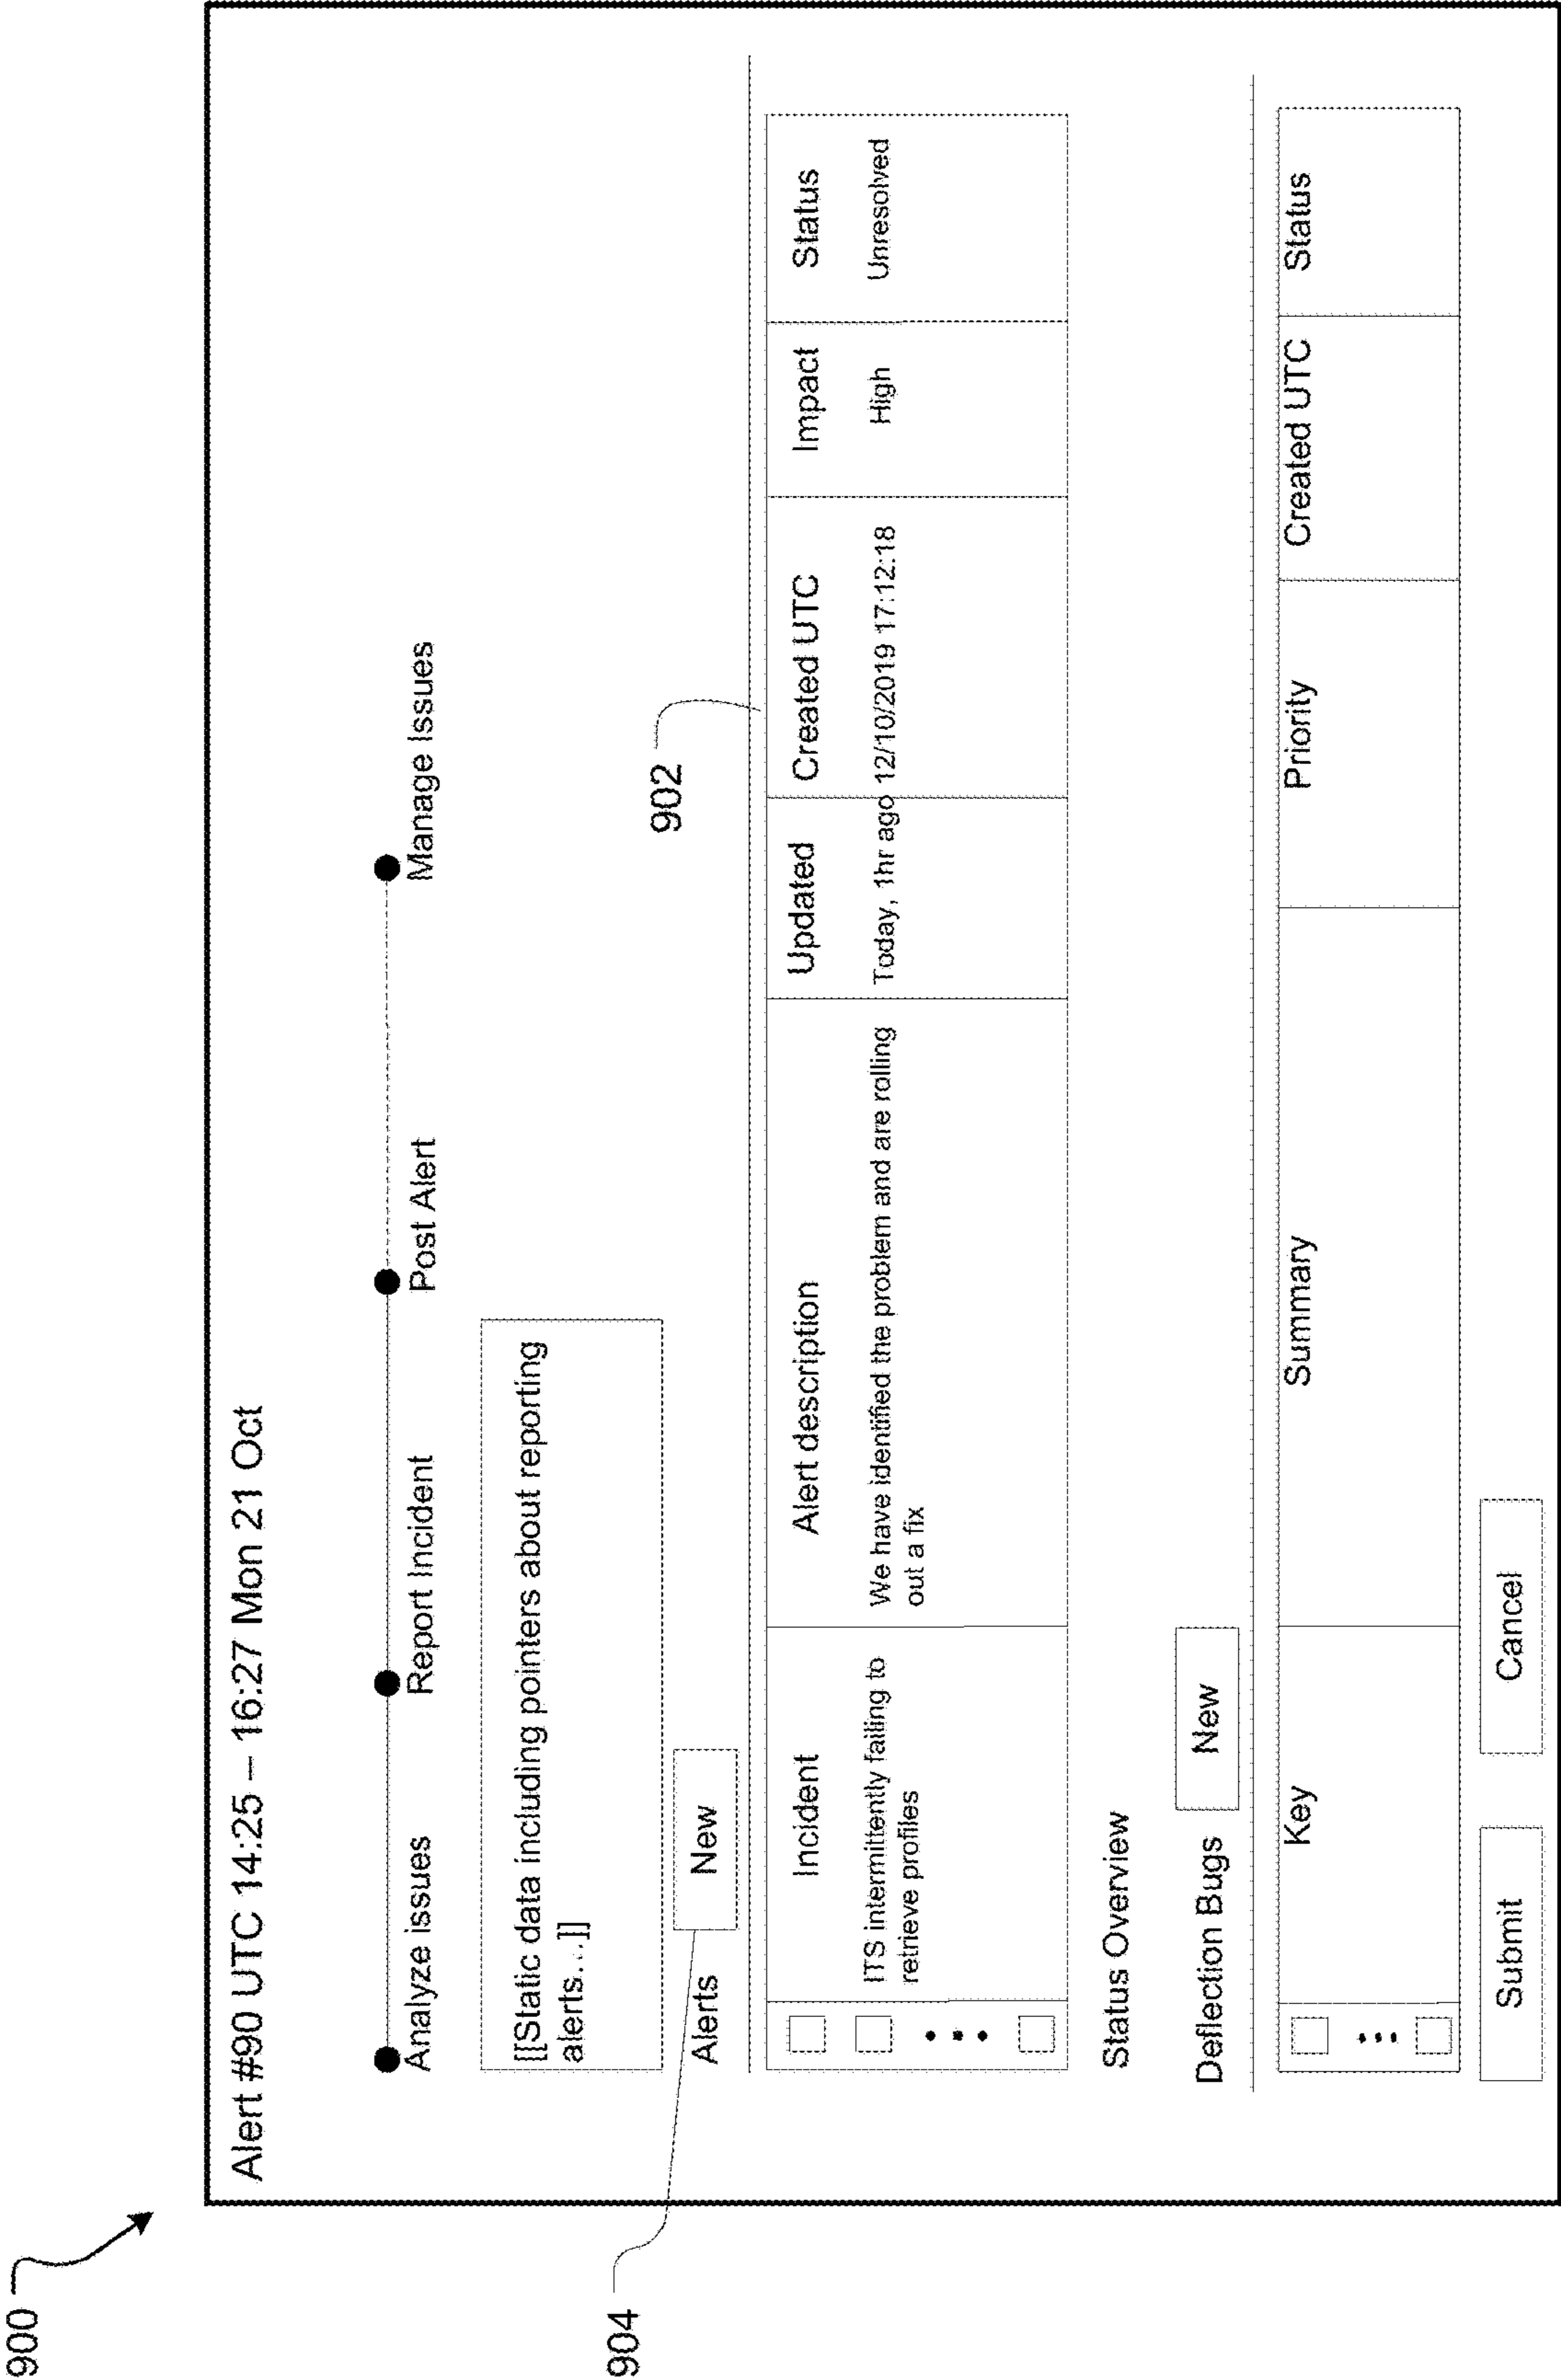 900
Alert #90 UTC 14:25 – 16:27 Mon 21 Oct
Analyze issues
Report Incident
Post Alert
Manage Issues
[[Static data including pointers about reporting
alerts...]]
904
Alerts
New
902
Incident
Alert description
Updated
Created UTC
Impact
Status
ITS intermittently failing to
retrieve profiles
We have identified the problem and are rolling
out a fix
Today, 1hr ago
12/10/2019 17:12:18
High
Unresolved
Status Overview
Deflection Bugs
New
Key
Summary
Priority
Created UTC
Status
Submit
Cancel